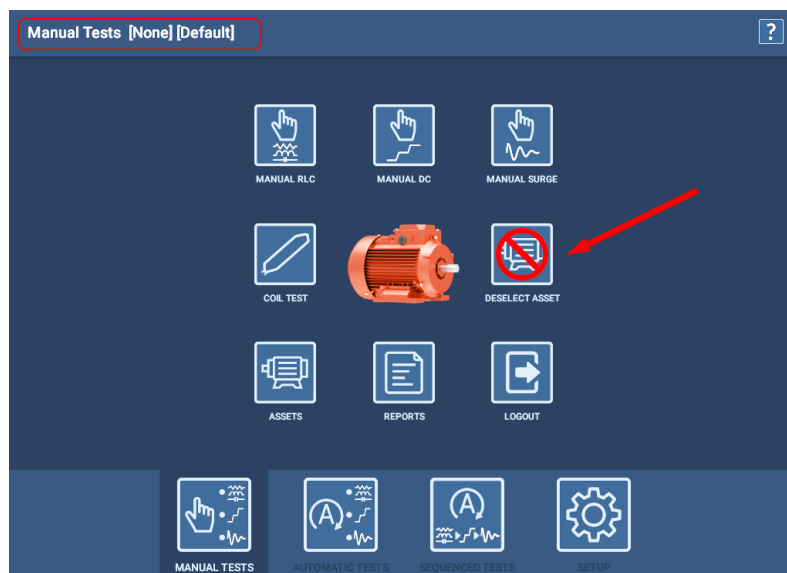 Manual Tests [None] [Default]
?
MANUAL RLC
MANUAL DC
MANUAL SURGE
COIL TEST
DESELECT ASSET
ASSETS
REPORTS
LOGOUT
A
A
MANUAL TESTS
AUTOMATIC TESTS
SEQUENCED TESTS
SETUP